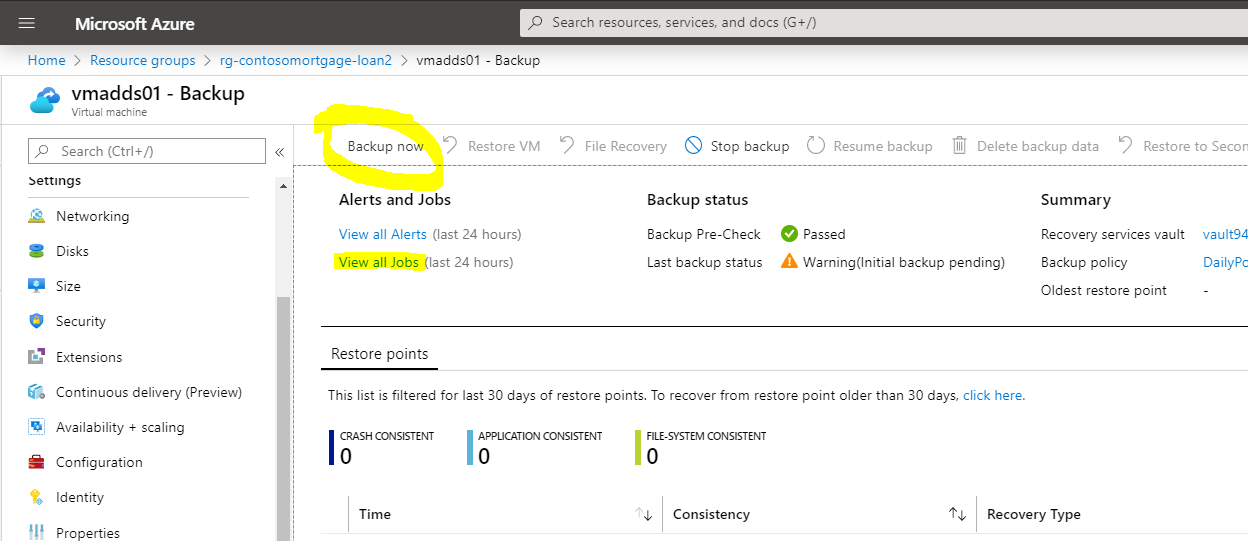 Microsoft Azure
Search resources, services, and docs (G+/)
Home > Resource groups > rg-contosomortgage-loan2 > vmadds01 - Backup
vmadds01 - Backup
Virtual machine
Search (Ctrl+/)
«
Settings
Networking
Disks
Size
Security
Extensions
Continuous delivery (Preview)
Availability + scaling
Configuration
Identity
Properties
Backup now Restore VM File Recovery Stop backup Resume backup Delete backup data Restore to Secon
Alerts and Jobs
View all Alerts (last 24 hours)
View all Jobs (last 24 hours)
Backup status
Backup Pre-Check Passed
Last backup status Warning(Initial backup pending)
Summary
Recovery services vault vault94
Backup policy DailyPo
Oldest restore point -
Restore points
This list is filtered for last 30 days of restore points. To recover from restore point older than 30 days, click here.
CRASH CONSISTENT
0
APPLICATION CONSISTENT
0
FILE-SYSTEM CONSISTENT
0
Time ↑↓ Consistency ↑↓ Recovery Type